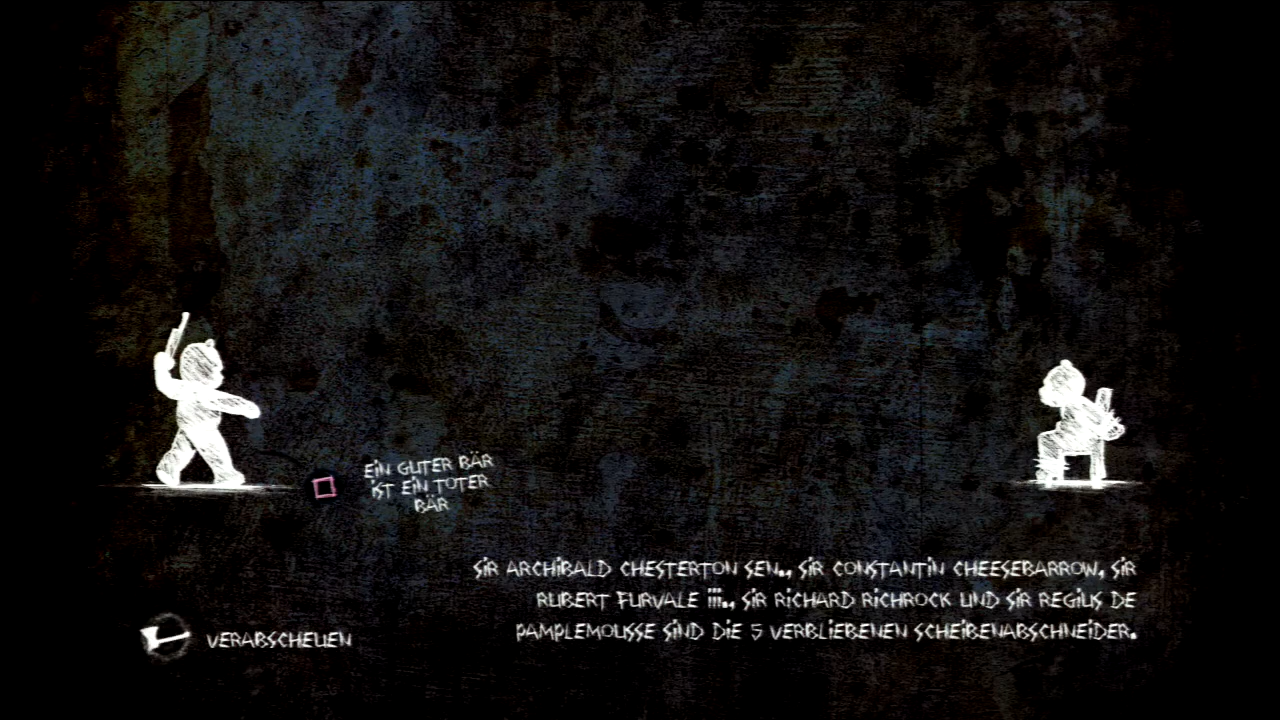 EIN GUTER BÄR
IST EIN TOTER
BÄR
SIR ARCHIBALD CHESTERTON SEN., SIR CONSTANTIN CHEESEBARROW, SIR
RUBERT FURVALE III., SIR RICHARD RICHROCK UND SIR REGIUS DE
PAMPLEMOUSSE SIND DIE 5 VERBLIEBENEN SCHEIBENABSCHNEIDER.
VERABSCHEUEN